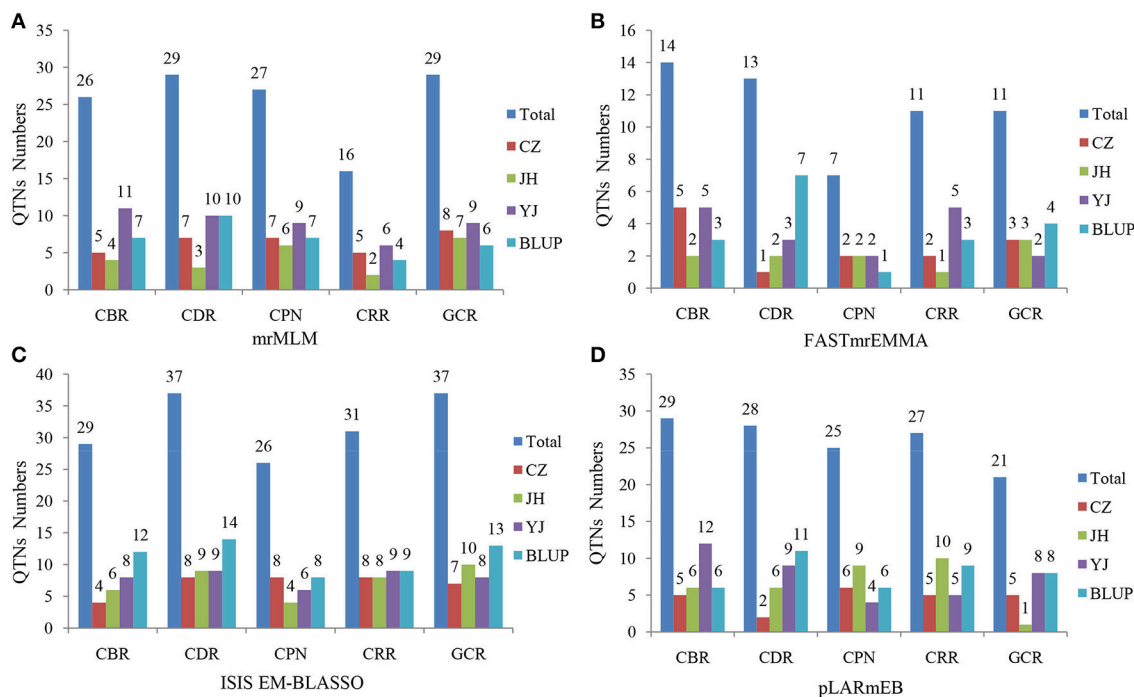 A
QTNs Numbers
35
30
25
20
15
10
5
0
26 5 4 11 7
29 7 3 10 10
27 7 6 9 7
16 5 2 6 4
29 8 7 9 6
CBR CDR CPN CRR GCR
mrMLM
Total
CZ
JH
YJ
BLUP
B
QTNs Numbers
16
14
12
10
8
6
4
2
0
14 5 2 5 3
13 1 2 3 7
7 2 2 2 1
11 2 1 5 3
11 3 3 2 4
CBR CDR CPN CRR GCR
FASTmrEMMA
Total
CZ
JH
YJ
BLUP
C
QTNs Numbers
40
35
30
25
20
15
10
5
0
29 4 6 8 12
37 8 9 9 14
26 8 4 6 8
31 8 8 9 9
37 7 10 8 13
CBR CDR CPN CRR GCR
ISIS EM-BLASSO
Total
CZ
JH
YJ
BLUP
D
QTNs Numbers
35
30
25
20
15
10
5
0
29 5 6 12 6
28 2 6 9 11
25 6 9 4 6
27 5 10 5 9
21 5 1 8 8
CBR CDR CPN CRR GCR
pLARmEB
Total
CZ
JH
YJ
BLUP